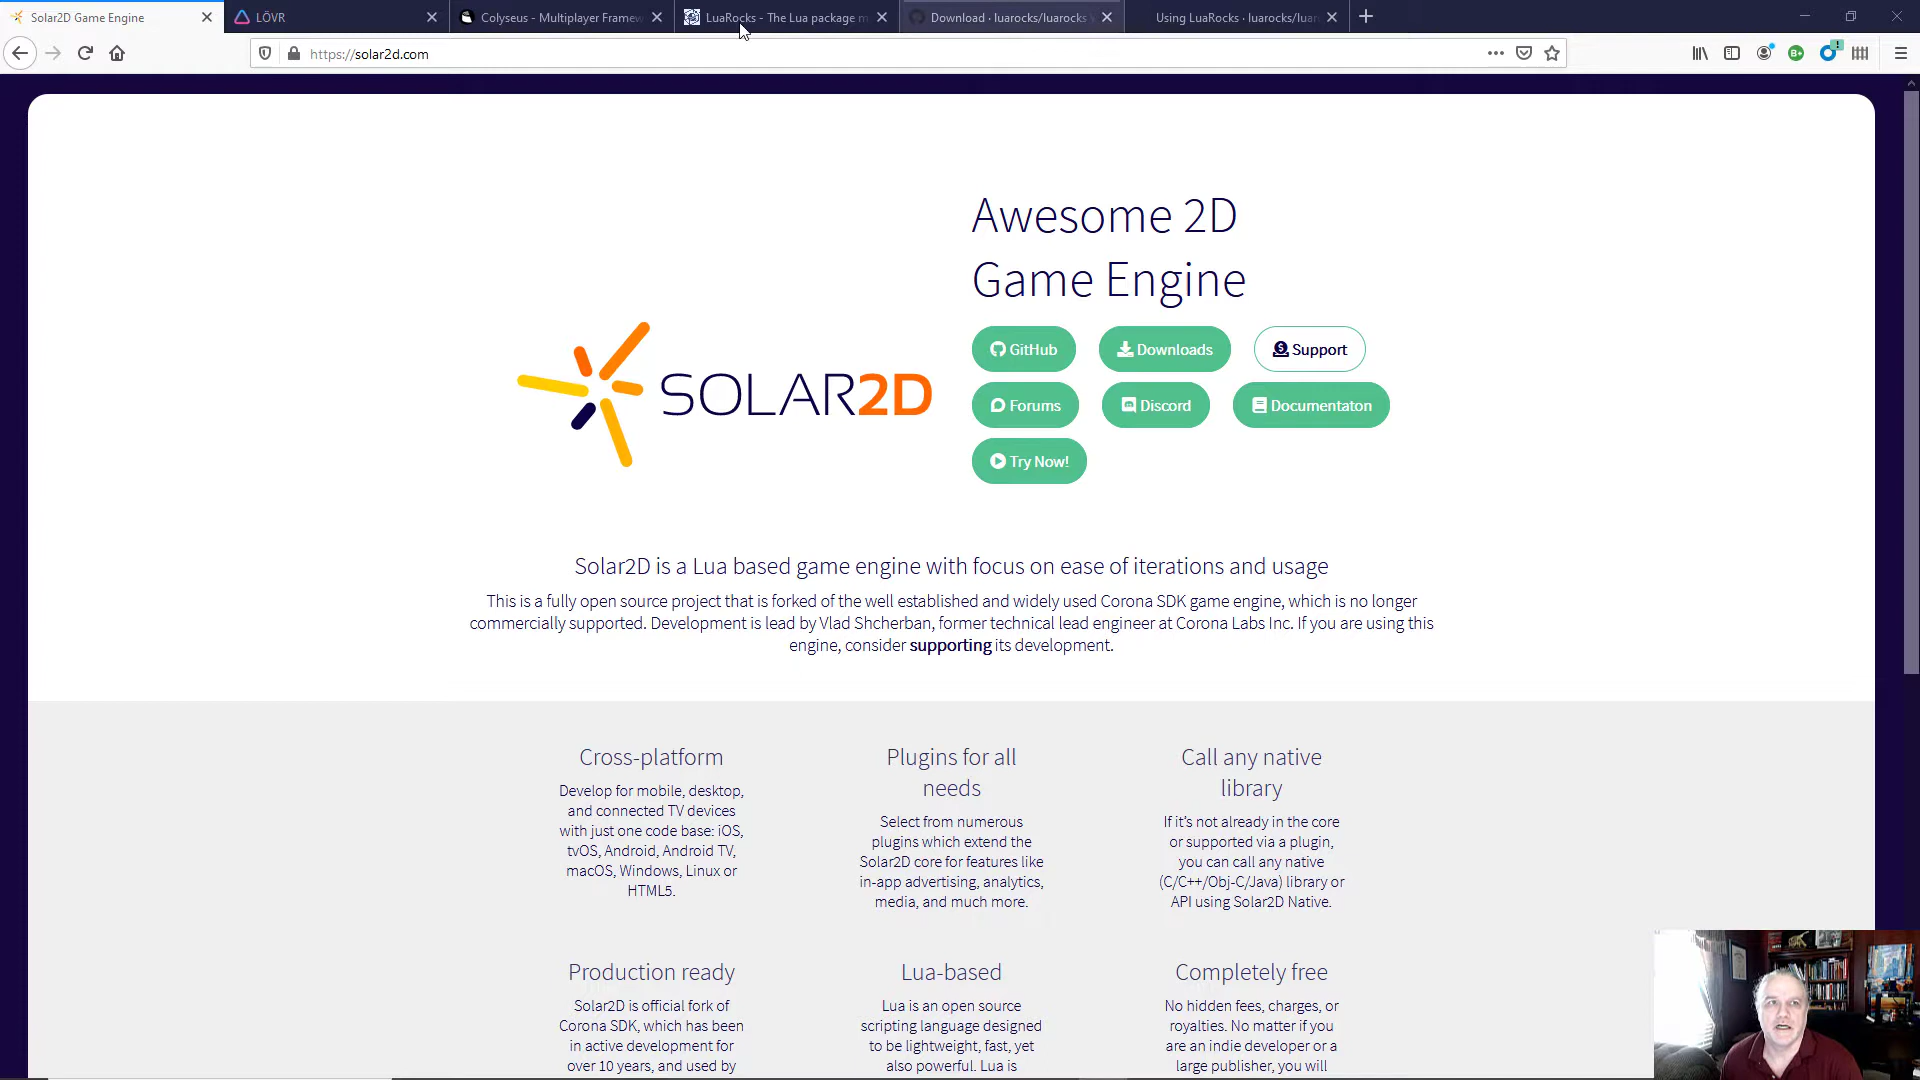 Solar2D Game Engine
LÖVR
Colyseus - Multiplayer Framew
LuaRocks - The Lua package m
Download · luarocks/luarocks
Using LuaRocks · luarocks/luar
https://solar2d.com
Awesome 2D
Game Engine
GitHub
Downloads
Support
SOLAR2D
Forums
Discord
Documentaton
Try Now!
Solar2D is a Lua based game engine with focus on ease of iterations and usage
This is a fully open source project that is forked of the well established and widely used Corona SDK game engine, which is no longer
commercially supported. Development is lead by Vlad Shcherban, former technical lead engineer at Corona Labs Inc. If you are using this
engine, consider supporting its development.
Cross-platform
Develop for mobile, desktop,
and connected TV devices
with just one code base: iOS,
tvOS, Android, Android TV,
macOS, Windows, Linux or
HTML5.
Plugins for all
needs
Select from numerous
plugins which extend the
Solar2D core for features like
in-app advertising, analytics,
media, and much more.
Call any native
library
If it's not already in the core
or supported via a plugin,
you can call any native
(C/C++/Obj-C/Java) library or
API using Solar2D Native.
Production ready
Solar2D is official fork of
Corona SDK, which has been
in active development for
over 10 years, and used by
Lua-based
Lua is an open source
scripting language designed
to be lightweight, fast, yet
also powerful. Lua is
Completely free
No hidden fees, charges, or
royalties. No matter if you
are an indie developer or a
large publisher, you will